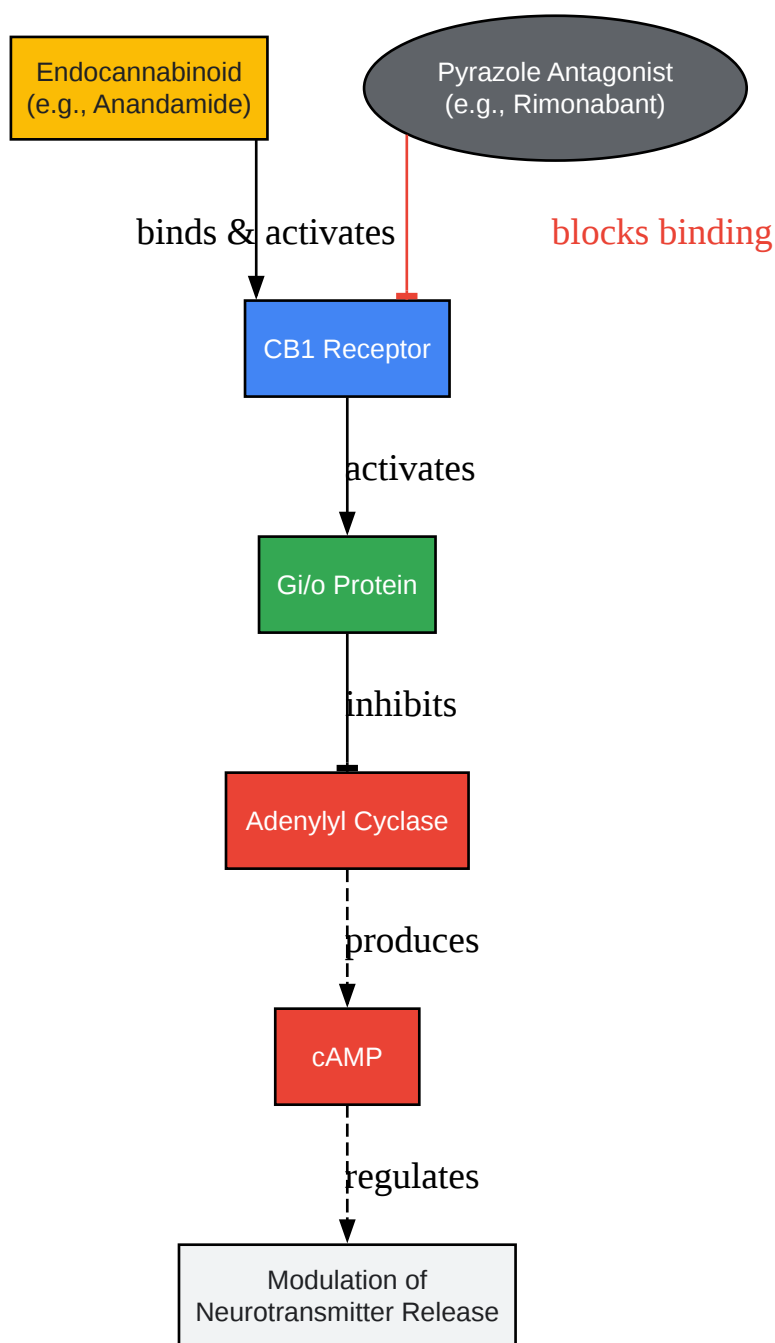 Endocannabinoid
(e.g., Anandamide)
Pyrazole Antagonist
(e.g., Rimonabant)
binds & activates
blocks binding
CB1 Receptor
activates
Gi/o Protein
inhibits
Adenylyl Cyclase
produces
cAMP
regulates
Modulation of
Neurotransmitter Release